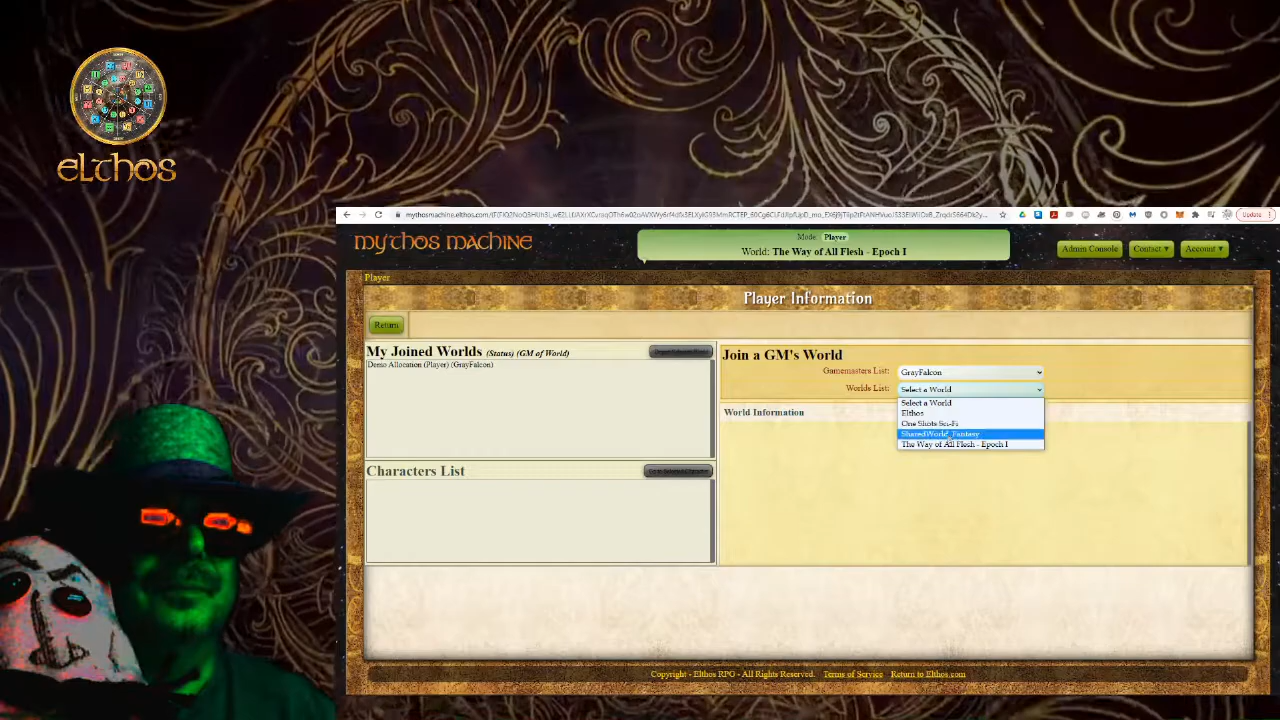 ELTHOS
mythos machine
Mode: Player
World: The Way of All Flesh - Epoch I
Admin Console
Contact ▾
Account ▾
Update
Player
Player Information
Return
My Joined Worlds (Status) (GM of World)
Demo Allocation (Player) (GrayFalcon)
Characters List
Join a GM's World
Gamemasters List:
GrayFalcon
Worlds List:
Select a World
Select a World
Elthos
One Shots Sci-Fi
SharedWorld_Fantasy
The Way of All Flesh - Epoch I
World Information
Copyright - Elthos RPG - All Rights Reserved. Terms of Service Return to Elthos.com